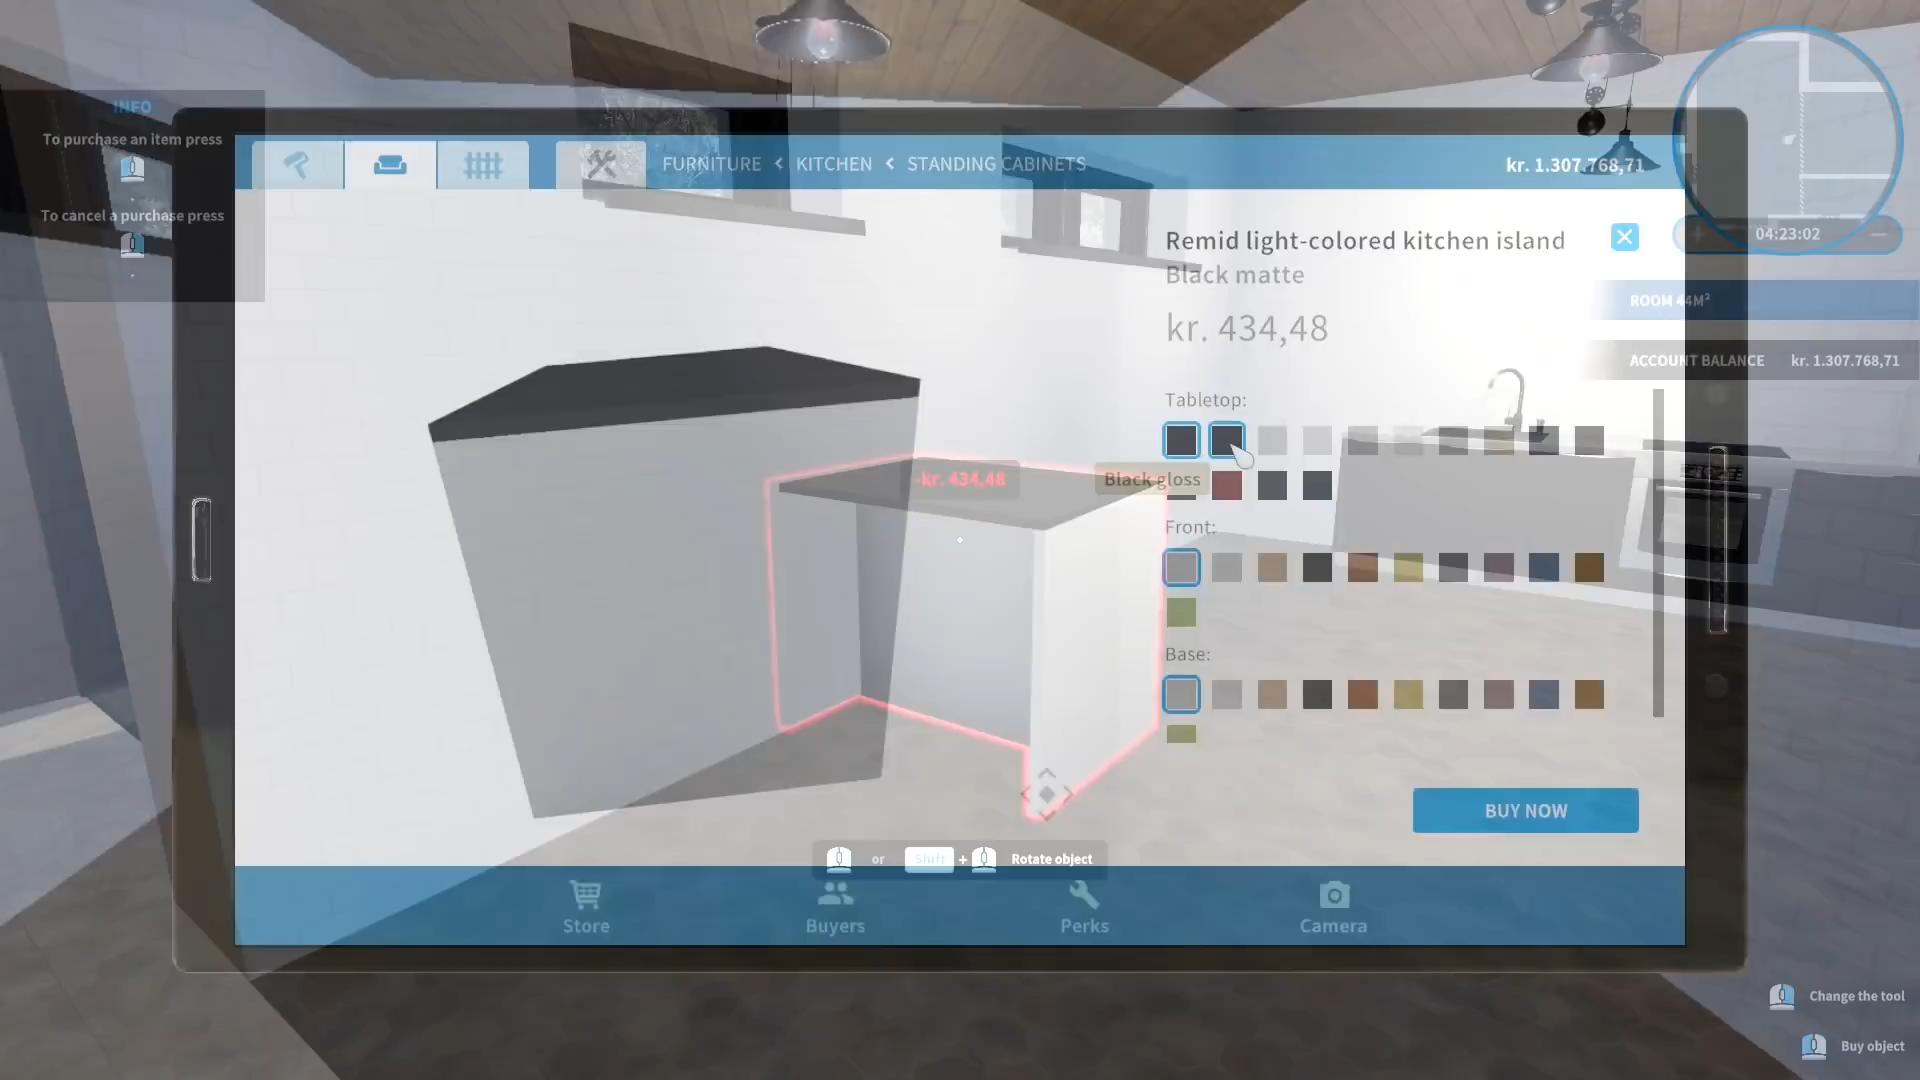 INFO
To purchase an item press
To cancel a purchase press
FURNITURE < KITCHEN < STANDING CABINETS
kr. 1.307.768,71
04:23:02
ROOM 44M²
ACCOUNT BALANCE kr. 1.307.768,71
Remid light-colored kitchen island
Black matte
kr. 434,48
Tabletop:
-kr. 434,48
Black gloss
Front:
Base:
BUY NOW
or Shift + Rotate object
Store
Buyers
Perks
Camera
Change the tool
Buy object